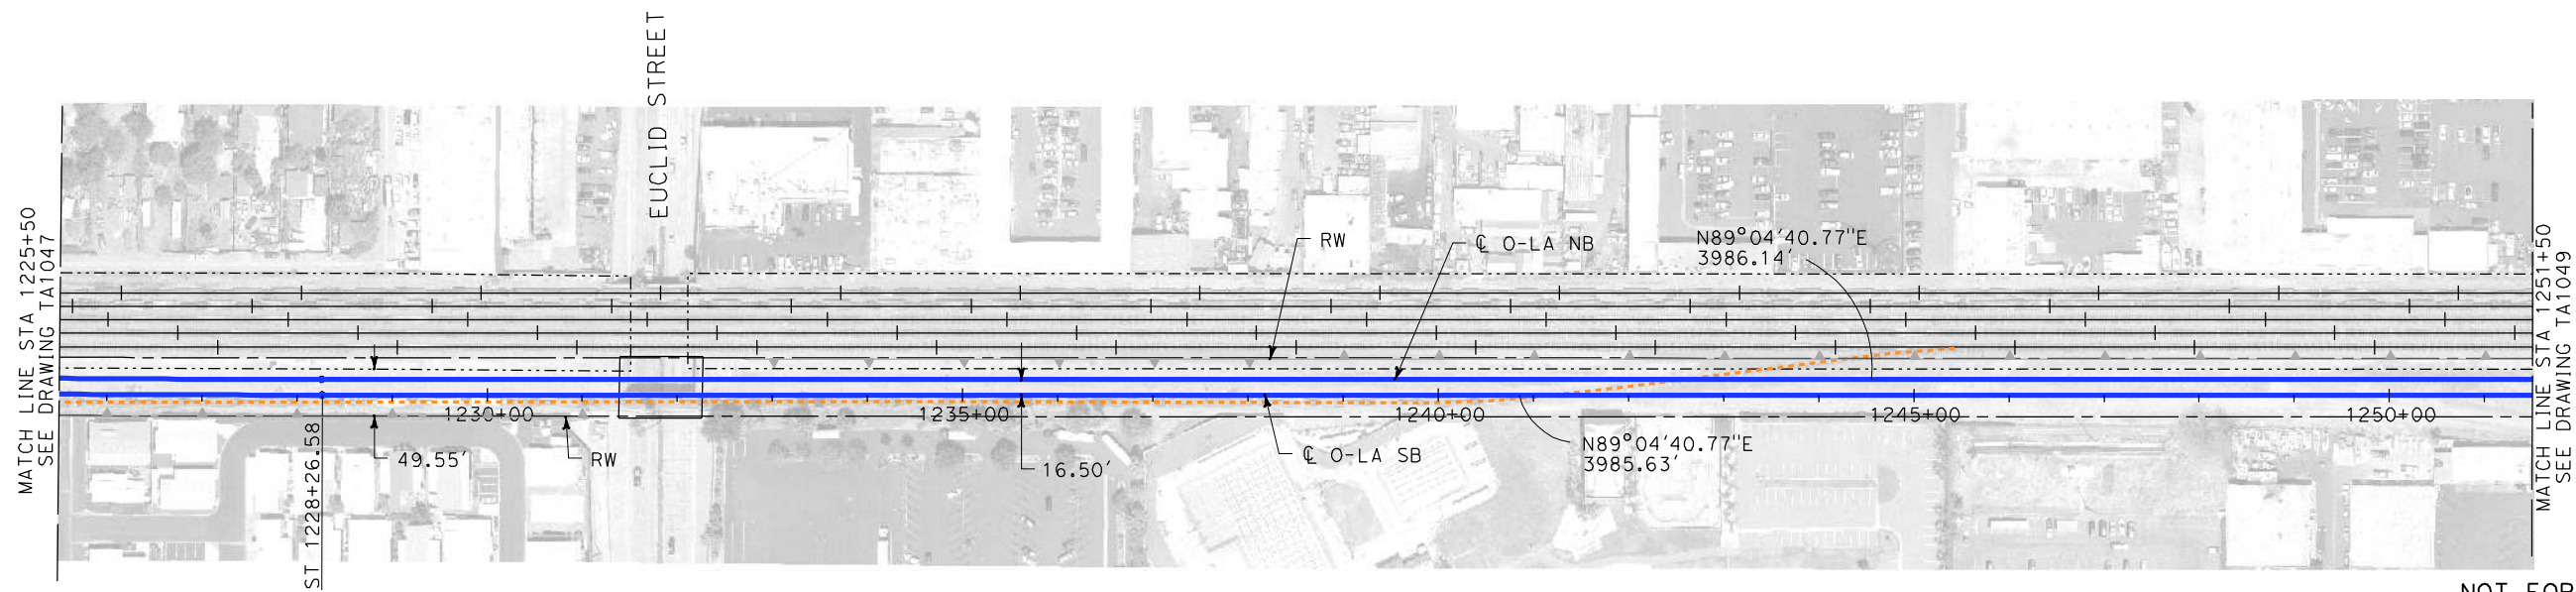 EUCLID STREET
MATCH LINE STA 1225+50
SEE DRAWING TA1047
RW
℄ O-LA NB
N89°04'40.77"E
3986.14'
MATCH LINE STA 1251+50
SEE DRAWING TA1049
1230+00
1235+00
1240+00
1245+00
1250+00
ST 1228+26.58
49.55'
RW
16.50'
℄ O-LA SB
N89°04'40.77"E
3985.63'
NOT FOR